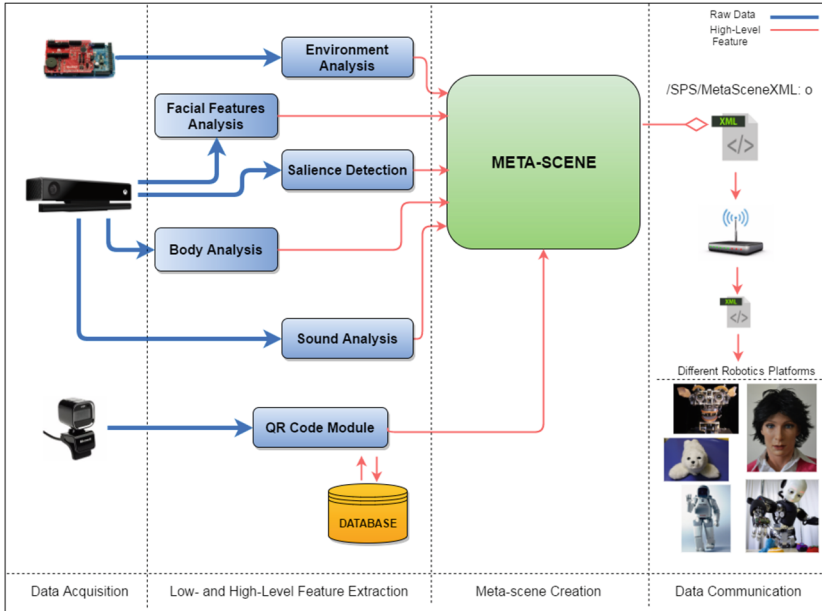 Raw Data
High-Level
Feature
Environment
Analysis
Facial Features
Analysis
/SPS/MetaSceneXML: o
XML
</>
META-SCENE
Salience Detection
Body Analysis
XML
</>
Sound Analysis
Different Robotics Platforms
QR Code Module
DATABASE
Data Acquisition
Low- and High-Level Feature Extraction
Meta-scene Creation
Data Communication